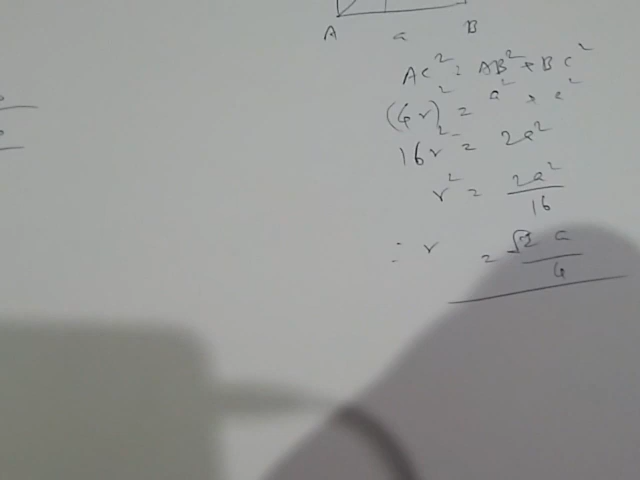 A a B
AC² = AB² + BC²
(4r)² = a² + a²
16r² = 2a²
r² = 2a²/16
∴ r = √2 a/4